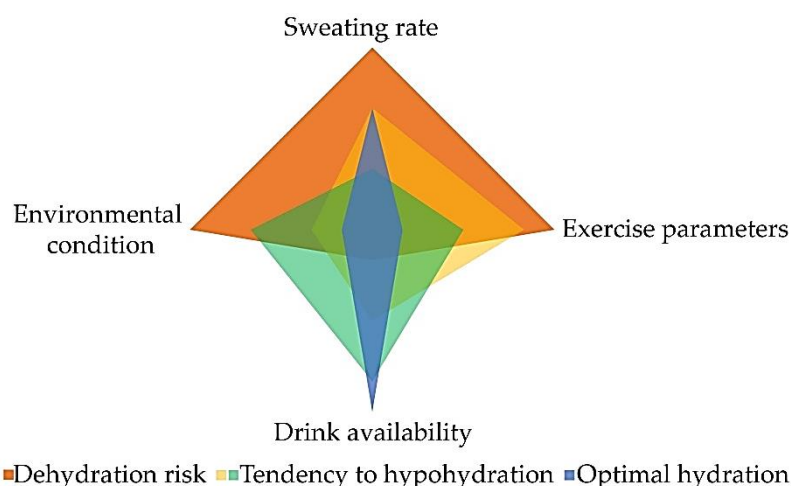 Sweating rate
Environmental
condition
Exercise parameters
Drink availability
Dehydration risk Tendency to hypohydration Optimal hydration